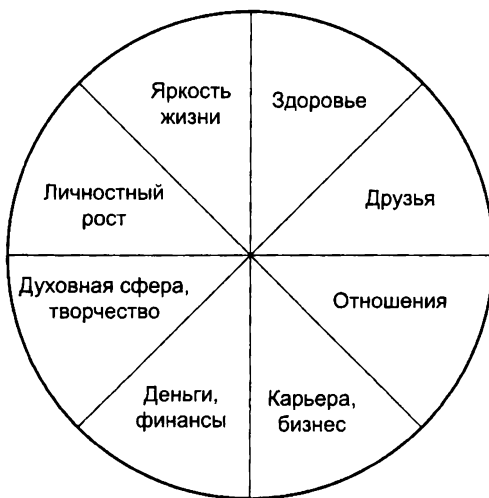 Яркость
жизни
Здоровье
Друзья
Отношения
Карьера,
бизнес
Деньги,
финансы
Духовная сфера,
творчество
Личностный
рост